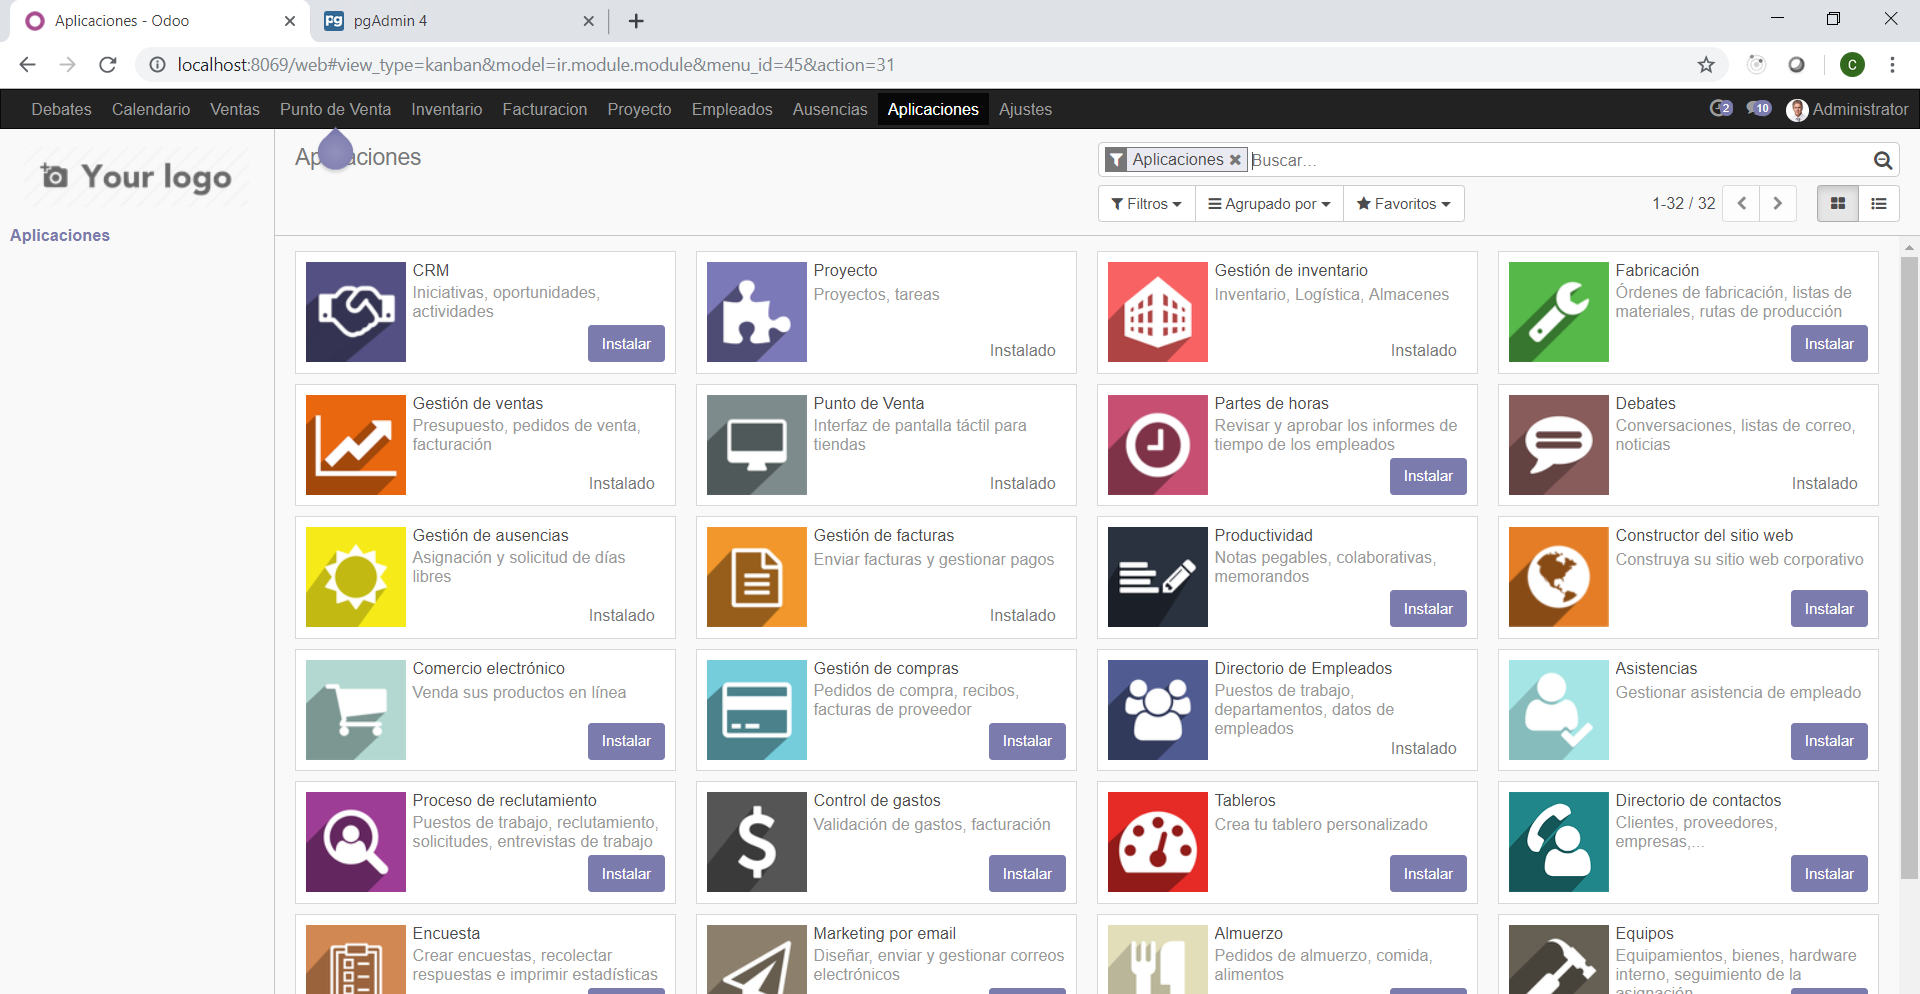 Aplicaciones - Odoo
pg pgAdmin 4
localhost:8069/web#view_type=kanban&model=ir.module.module&menu_id=45&action=31
C
Debates Calendario Ventas Punto de Venta Inventario Facturacion Proyecto Empleados Ausencias Aplicaciones Ajustes
2 10 Administrator
Your logo
Aplicaciones
Aplicaciones
Aplicaciones
Buscar...
Filtros Agrupado por Favoritos
1-32 / 32
CRM
Iniciativas, oportunidades,
actividades
Instalar
Proyecto
Proyectos, tareas
Instalado
Gestión de inventario
Inventario, Logística, Almacenes
Instalado
Fabricación
Órdenes de fabricación, listas de
materiales, rutas de producción
Instalar
Gestión de ventas
Presupuesto, pedidos de venta,
facturación
Instalado
Punto de Venta
Interfaz de pantalla táctil para
tiendas
Instalado
Partes de horas
Revisar y aprobar los informes de
tiempo de los empleados
Instalar
Debates
Conversaciones, listas de correo,
noticias
Instalado
Gestión de ausencias
Asignación y solicitud de días
libres
Instalado
Gestión de facturas
Enviar facturas y gestionar pagos
Instalado
Productividad
Notas pegables, colaborativas,
memorandos
Instalar
Constructor del sitio web
Construya su sitio web corporativo
Instalar
Comercio electrónico
Venda sus productos en línea
Instalar
Gestión de compras
Pedidos de compra, recibos,
facturas de proveedor
Instalar
Directorio de Empleados
Puestos de trabajo,
departamentos, datos de
empleados
Instalado
Asistencias
Gestionar asistencia de empleado
Instalar
Proceso de reclutamiento
Puestos de trabajo, reclutamiento,
solicitudes, entrevistas de trabajo
Instalar
Control de gastos
Validación de gastos, facturación
Instalar
Tableros
Crea tu tablero personalizado
Instalar
Directorio de contactos
Clientes, proveedores,
empresas,...
Instalar
Encuesta
Crear encuestas, recolectar
respuestas e imprimir estadísticas
Marketing por email
Diseñar, enviar y gestionar correos
electrónicos
Almuerzo
Pedidos de almuerzo, comida,
alimentos
Equipos
Equipamientos, bienes, hardware
interno, seguimiento de la
asignación